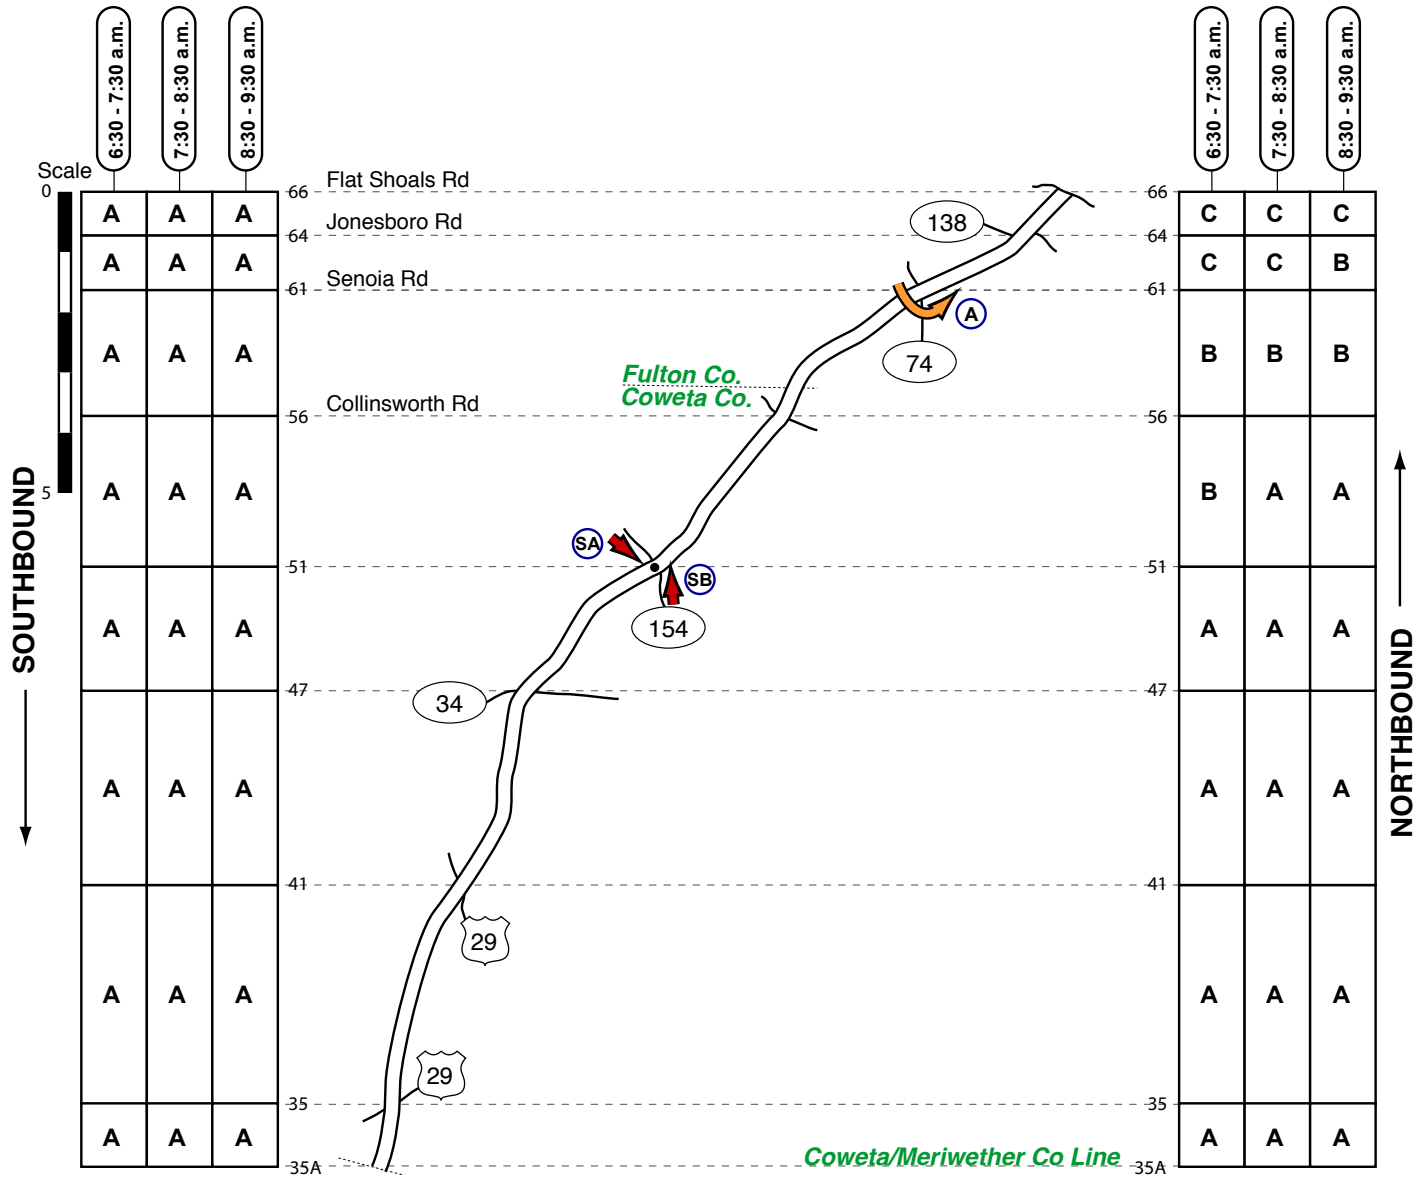 6:30 - 7:30 a.m.
7:30 - 8:30 a.m.
8:30 - 9:30 a.m.
6:30 - 7:30 a.m.
7:30 - 8:30 a.m.
8:30 - 9:30 a.m.
Scale
0
5
SOUTHBOUND
NORTHBOUND
66 Flat Shoals Rd 66
A A A Jonesboro Rd 138 C C C
64 64
A A A Senoia Rd C C B
61 61
A
74
A A A B B B
Fulton Co.
Coweta Co.
Collinsworth Rd
56 56
A A A B A A
SA
51 51
SB
154
A A A A A A
47 47
34
A A A A A A
41 41
29
A A A A A A
29
35 35
A A A A A A
35A Coweta/Meriwether Co Line 35A